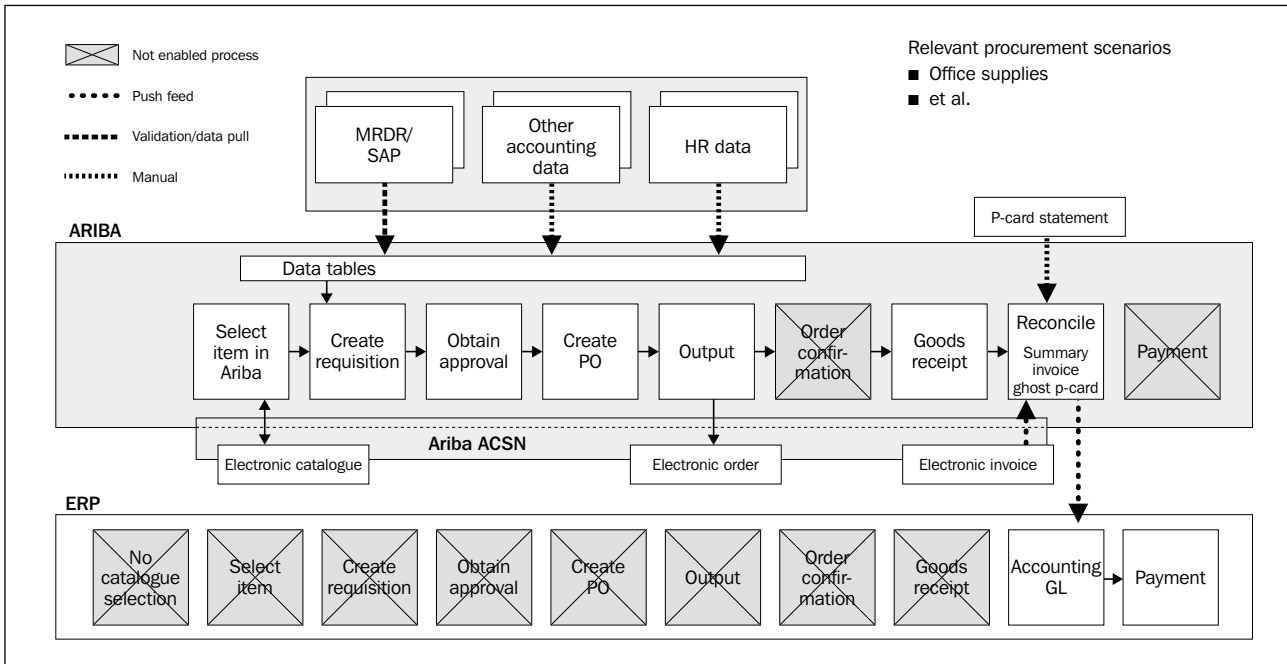 Not enabled process
Push feed
Validation/data pull
Manual
Relevant procurement scenarios
■ Office supplies
■ et al.
MRDR/
SAP
Other
accounting
data
HR data
P-card statement
ARIBA
Data tables
Select
item in
Ariba
Create
requisition
Obtain
approval
Create
PO
Output
Order
confir-
mation
Goods
receipt
Reconcile
Summary
invoice
ghost p-card
Payment
Ariba ACSN
Electronic catalogue
Electronic order
Electronic invoice
ERP
No
catalogue
selection
Select
item
Create
requisition
Obtain
approval
Create
PO
Output
Order
confir-
mation
Goods
receipt
Accounting
GL
Payment